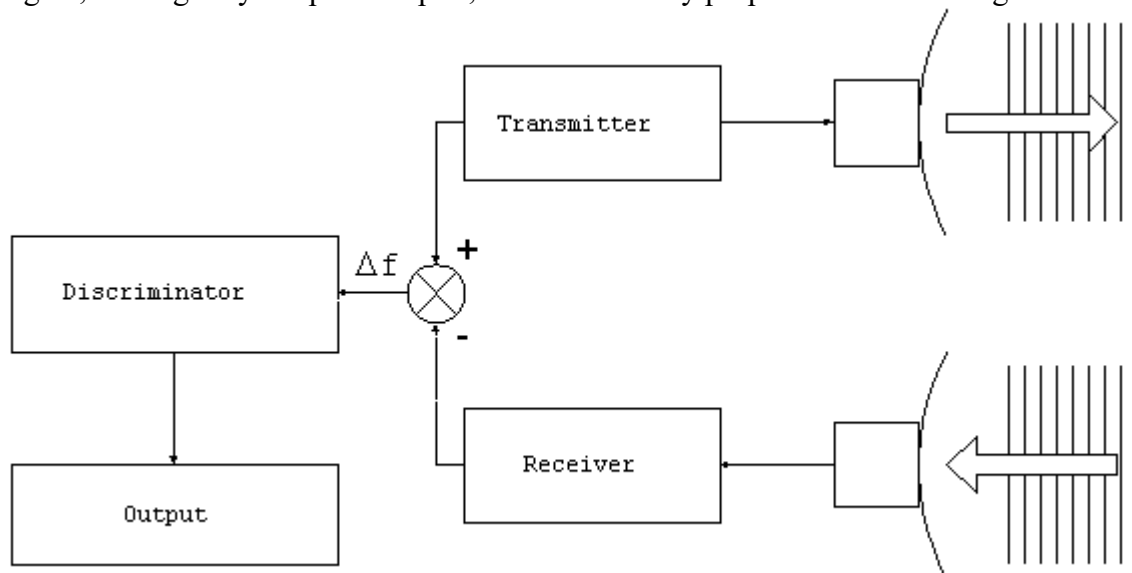 Transmitter
+
Δf
Discriminator
-
Receiver
Output